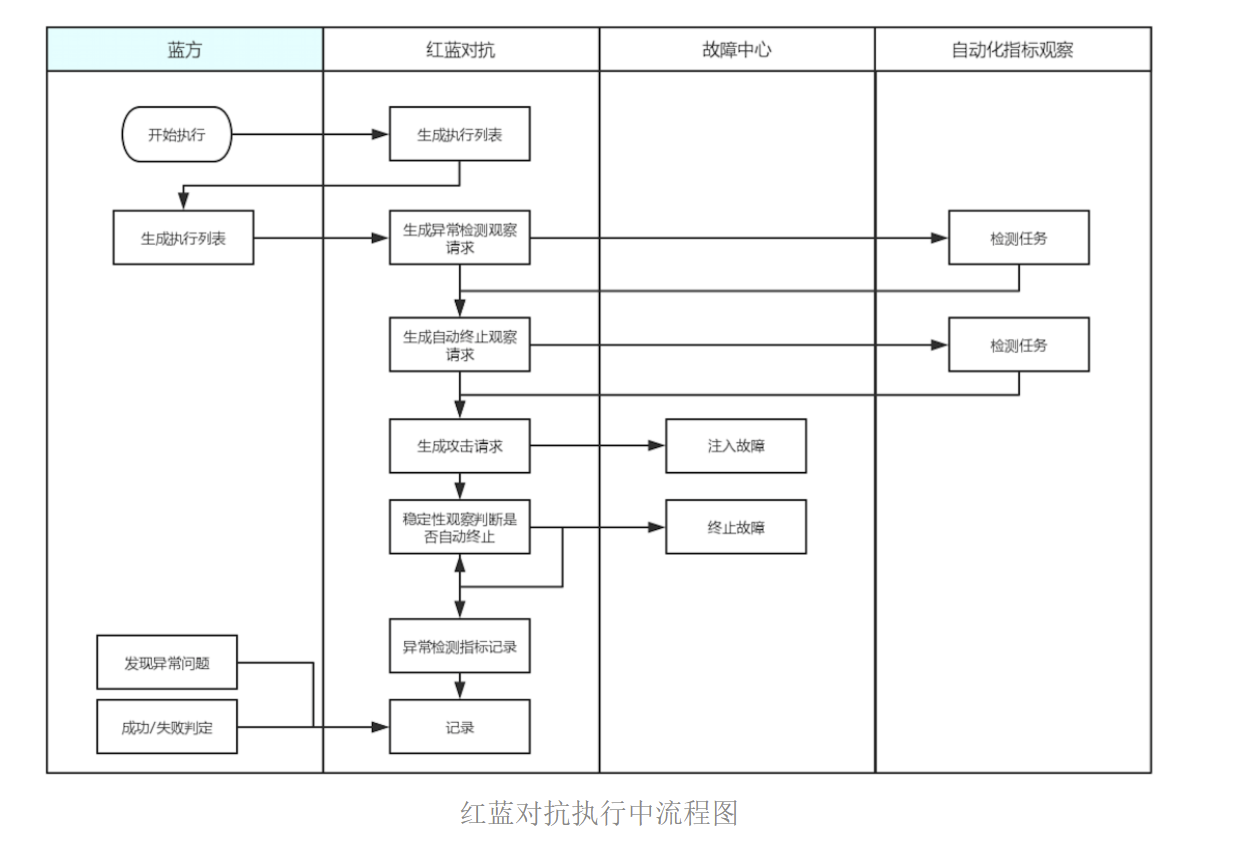 蓝方
红蓝对抗
故障中心
自动化指标观察
开始执行
生成执行列表
生成执行列表
生成异常检测观察
请求
检测任务
生成自动终止观察
请求
检测任务
生成攻击请求
注入故障
稳定性观察判断是
否自动终止
终止故障
异常检测指标记录
发现异常问题
成功/失败判定
记录
红蓝对抗执行中流程图